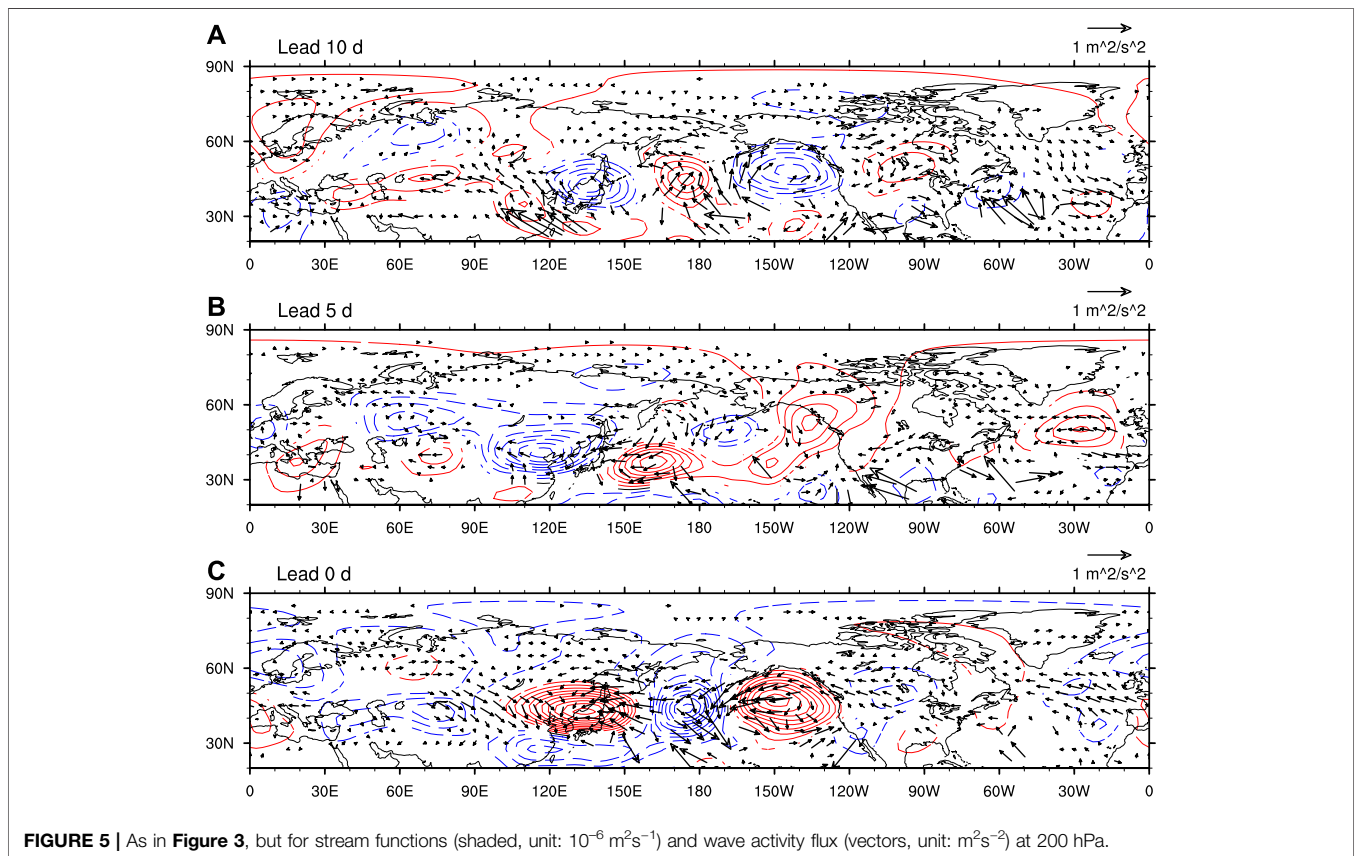 A
Lead 10 d
1 m^2/s^2
90N
60N
30N
0 30E 60E 90E 120E 150E 180 150W 120W 90W 60W 30W 0
B
Lead 5 d
1 m^2/s^2
90N
60N
30N
0 30E 60E 90E 120E 150E 180 150W 120W 90W 60W 30W 0
C
Lead 0 d
1 m^2/s^2
90N
60N
30N
0 30E 60E 90E 120E 150E 180 150W 120W 90W 60W 30W 0
FIGURE 5 | As in Figure 3, but for stream functions (shaded, unit: 10⁻⁶ m²s⁻¹) and wave activity flux (vectors, unit: m²s⁻²) at 200 hPa.